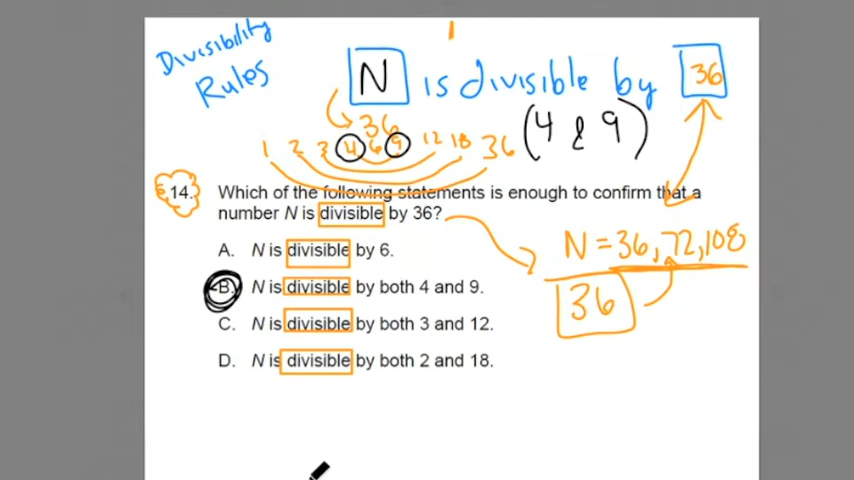 Divisibility
Rules
N is divisible by 36
36
1 2 3 4 6 9 12 18 36 (4 & 9)
14. Which of the following statements is enough to confirm that a
number N is divisible by 36?
N = 36, 72, 108
A. N is divisible by 6.
B. N is divisible by both 4 and 9.
36
C. N is divisible by both 3 and 12.
D. N is divisible by both 2 and 18.